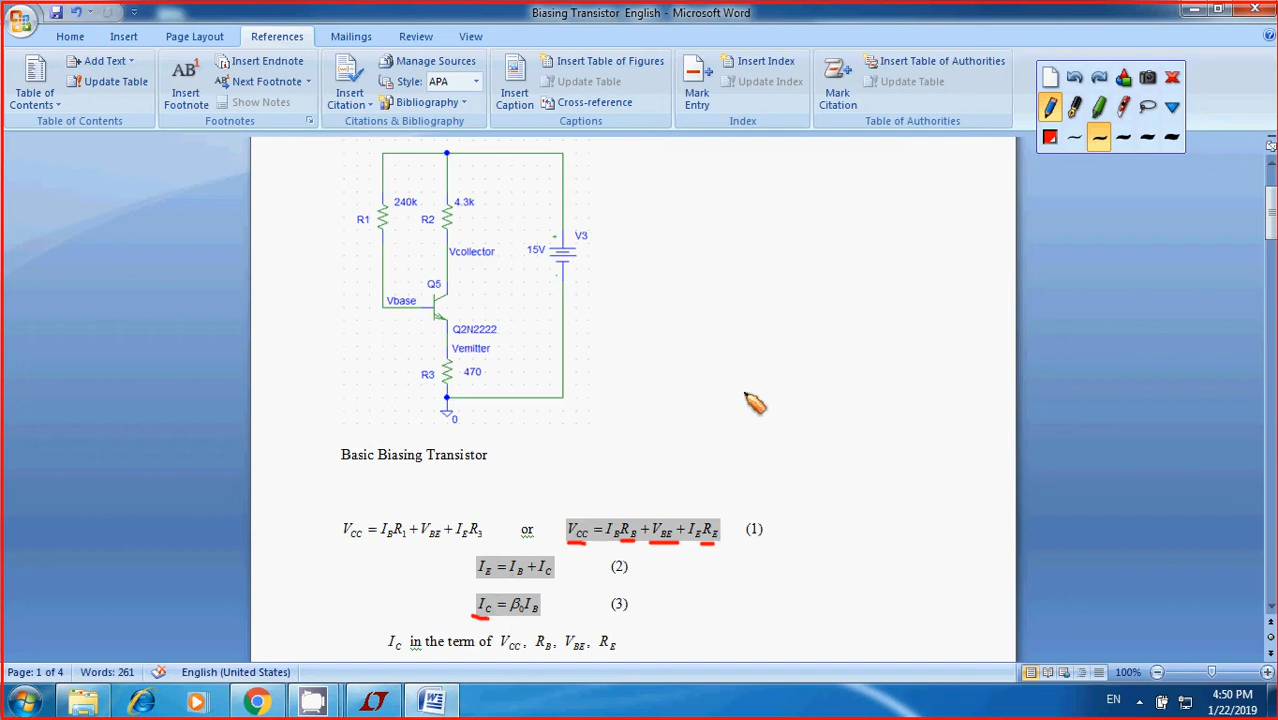 Biasing Transistor English - Microsoft Word
Home Insert Page Layout References Mailings Review View
Table of Contents
Add Text
Update Table
Table of Contents
Insert Footnote
Insert Endnote
Next Footnote
Show Notes
Footnotes
Insert Citation
Manage Sources
Style: APA
Bibliography
Citations & Bibliography
Insert Caption
Insert Table of Figures
Update Table
Cross-reference
Captions
Mark Entry
Insert Index
Update Index
Index
Mark Citation
Insert Table of Authorities
Update Table
Table of Authorities
240k 4.3k
R1 R2
V3
15V
Vcollector
Q5
Vbase
Q2N2222
Vemitter
R3 470
0
Basic Biasing Transistor
V_CC = I_B R_1 + V_BE + I_E R_3 or V_CC = I_B R_B + V_BE + I_E R_E (1)
I_E = I_B + I_C (2)
I_C = β_0 I_B (3)
I_C in the term of V_CC, R_B, V_BE, R_E
Page: 1 of 4 Words: 261 English (United States) 100%
EN 4:50 PM
1/22/2019